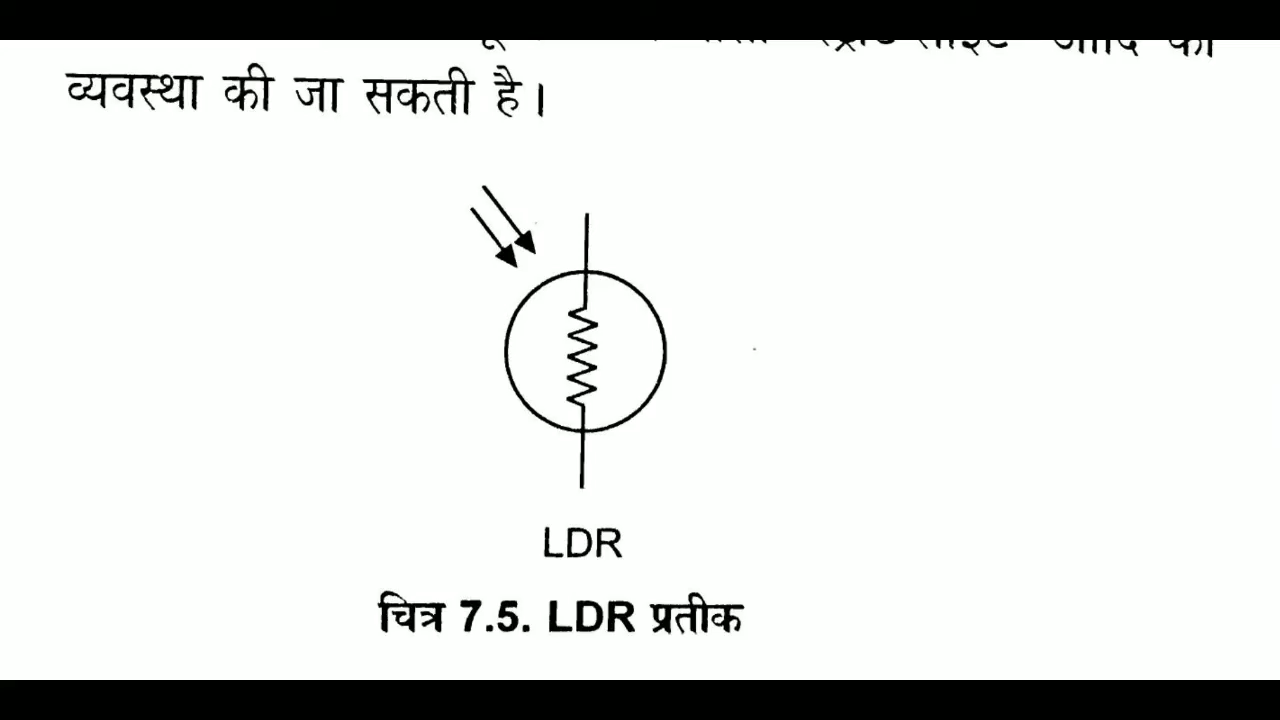 व्यवस्था की जा सकती है।
LDR
चित्र 7.5. LDR प्रतीक